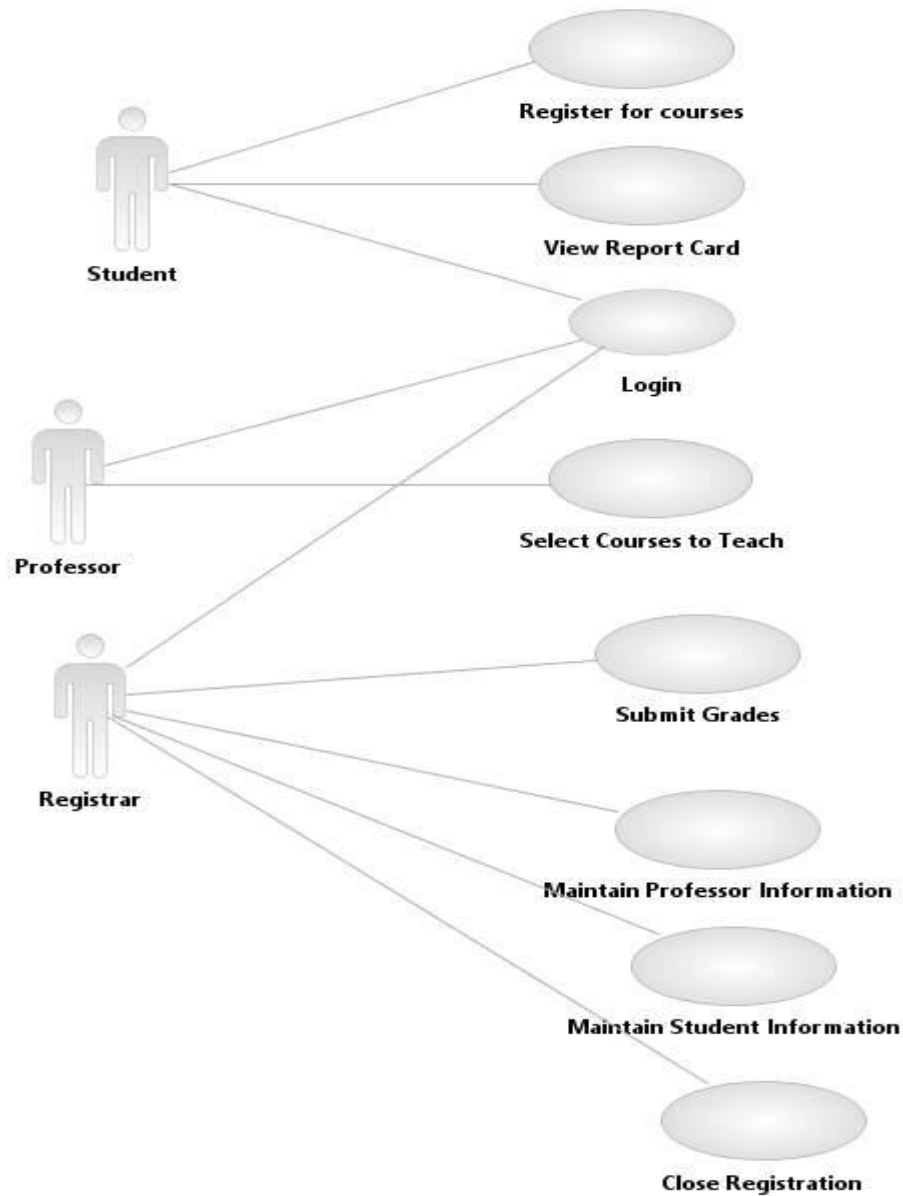 Register for courses
View Report Card
Student
Login
Select Courses to Teach
Professor
Submit Grades
Registrar
Maintain Professor Information
Maintain Student Information
Close Registration